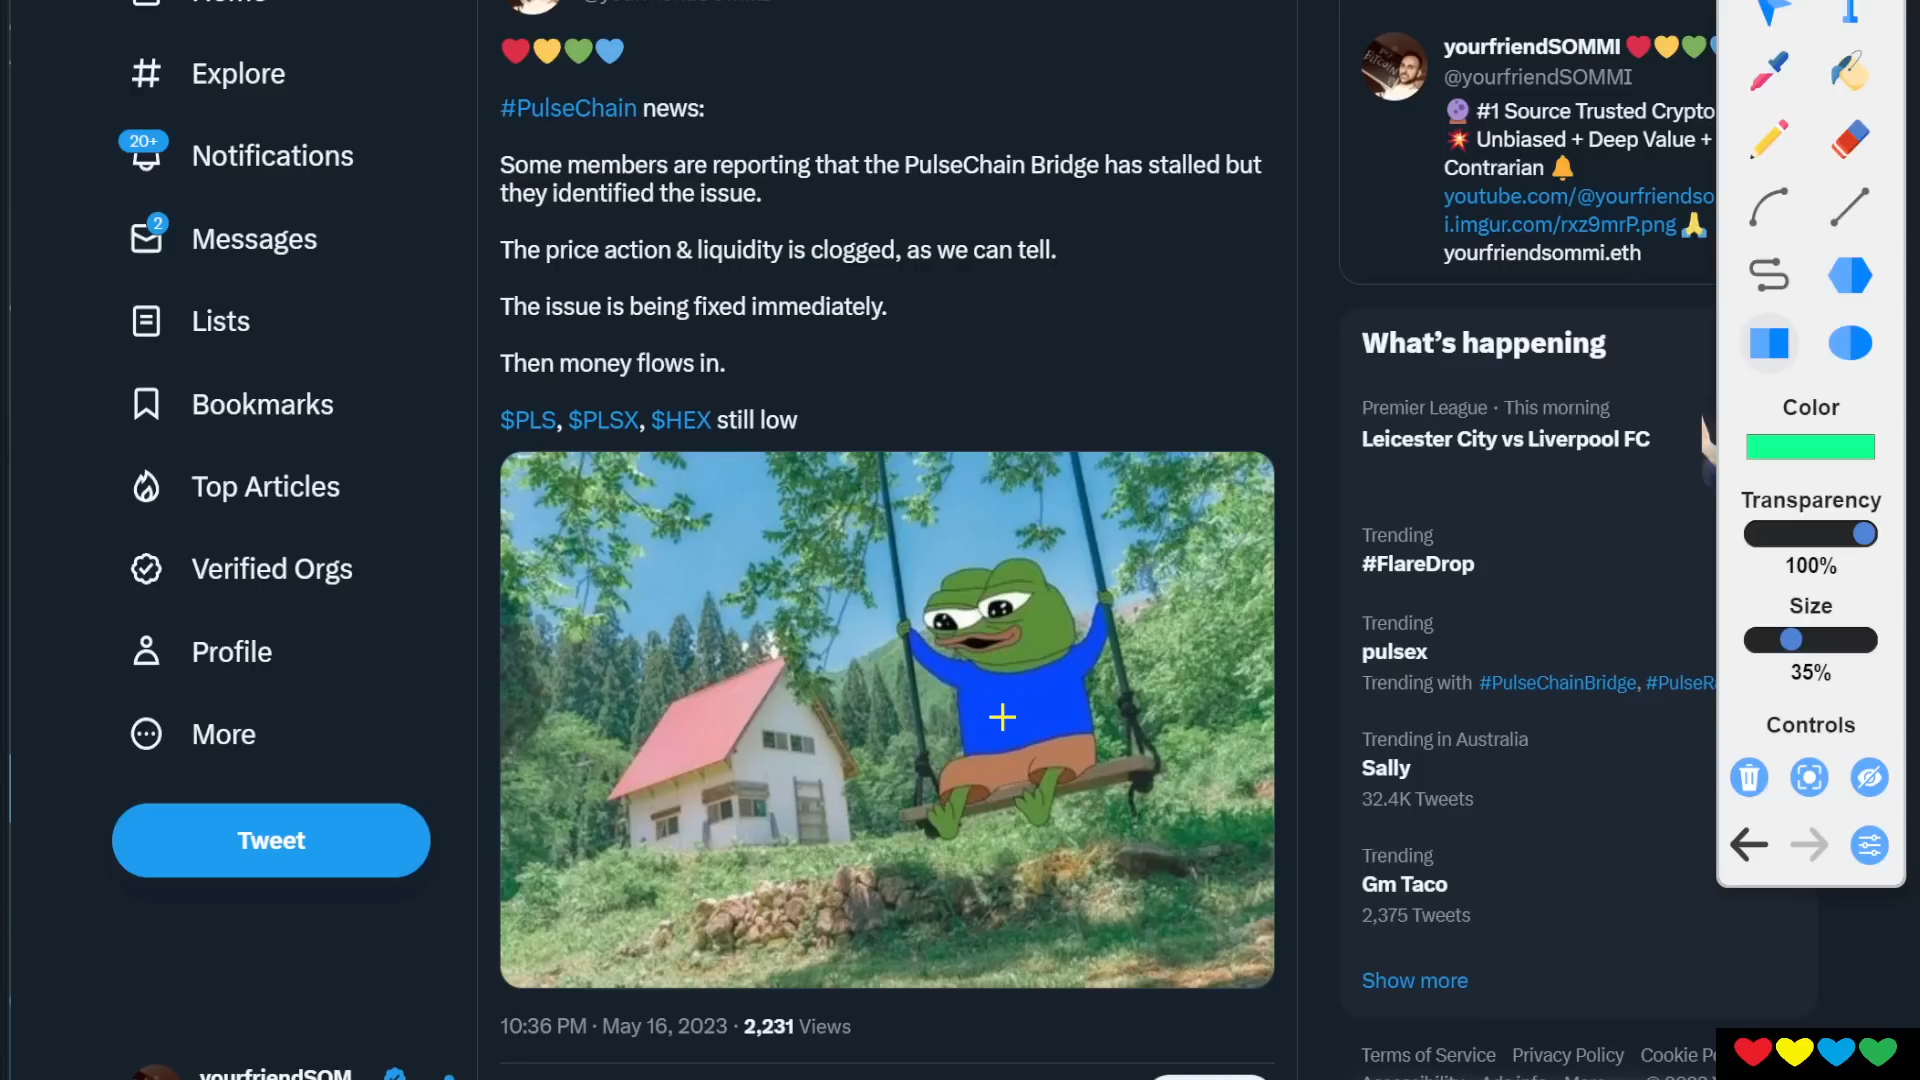 Explore
20+
Notifications
2
Messages
Lists
Bookmarks
Top Articles
Verified Orgs
Profile
More
Tweet
yourfriendSOM
#PulseChain news:
Some members are reporting that the PulseChain Bridge has stalled but
they identified the issue.
The price action & liquidity is clogged, as we can tell.
The issue is being fixed immediately.
Then money flows in.
$PLS, $PLSX, $HEX still low
10:36 PM · May 16, 2023 · 2,231 Views
yourfriendSOMMI
@yourfriendSOMMI
#1 Source Trusted Crypto
Unbiased + Deep Value +
Contrarian
youtube.com/@yourfriendso
i.imgur.com/rxz9mrP.png
yourfriendsommi.eth
What’s happening
Premier League · This morning
Leicester City vs Liverpool FC
Trending
#FlareDrop
Trending
pulsex
Trending with #PulseChainBridge, #PulseR
Trending in Australia
Sally
32.4K Tweets
Trending
Gm Taco
2,375 Tweets
Show more
Terms of Service Privacy Policy Cookie
Color
Transparency
100%
Size
35%
Controls